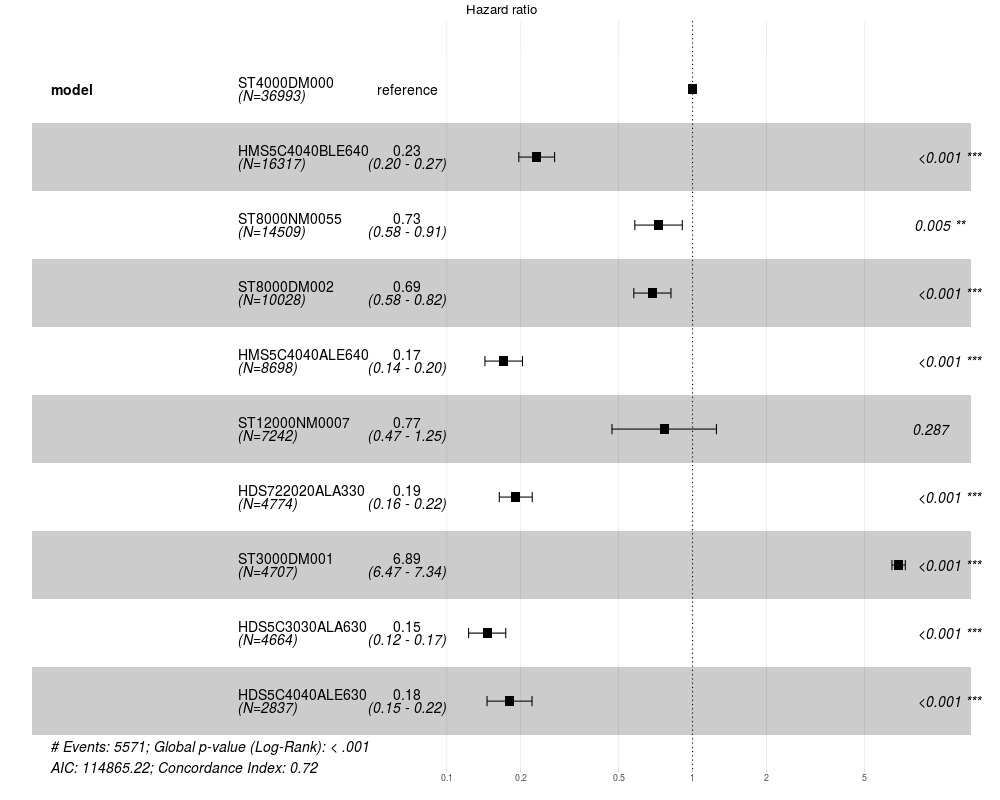 Hazard ratio
model ST4000DM000 reference
(N=36993)
HMS5C4040BLE640 0.23 <0.001 ***
(N=16317) (0.20 - 0.27)
ST8000NM0055 0.73 0.005 **
(N=14509) (0.58 - 0.91)
ST8000DM002 0.69 <0.001 ***
(N=10028) (0.58 - 0.82)
HMS5C4040ALE640 0.17 <0.001 ***
(N=8698) (0.14 - 0.20)
ST12000NM0007 0.77 0.287
(N=7242) (0.47 - 1.25)
HDS722020ALA330 0.19 <0.001 ***
(N=4774) (0.16 - 0.22)
ST3000DM001 6.89 <0.001 ***
(N=4707) (6.47 - 7.34)
HDS5C3030ALA630 0.15 <0.001 ***
(N=4664) (0.12 - 0.17)
HDS5C4040ALE630 0.18 <0.001 ***
(N=2837) (0.15 - 0.22)
# Events: 5571; Global p-value (Log-Rank): < .001
AIC: 114865.22; Concordance Index: 0.72
0.1 0.2 0.5 1 2 5